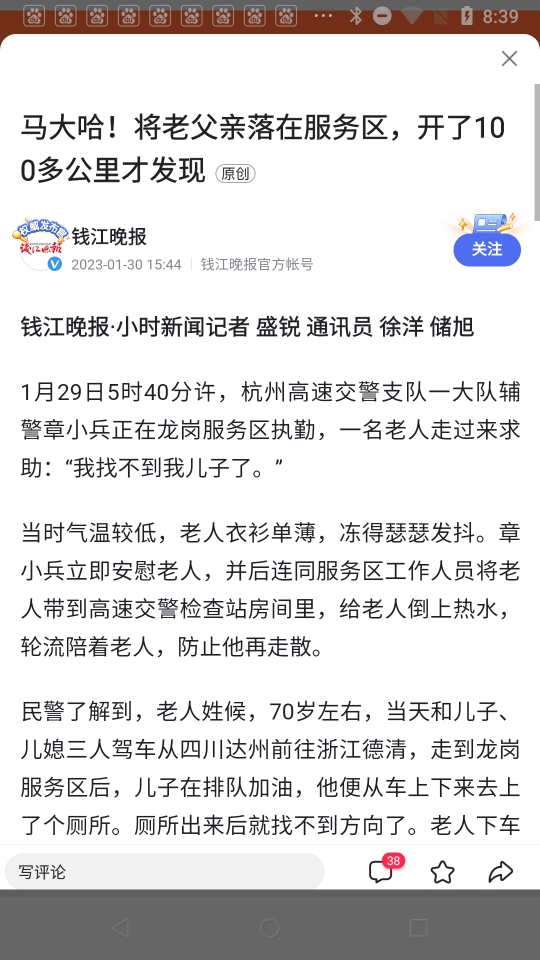 8:39
马大哈！将老父亲落在服务区，开了10
0多公里才发现 原创
权威发布
钱江晚报
钱江晚报
2023-01-30 15:44 钱江晚报官方帐号
关注
钱江晚报·小时新闻记者 盛锐 通讯员 徐洋 储旭
1月29日5时40分许，杭州高速交警支队一大队辅
警章小兵正在龙岗服务区执勤，一名老人走过来求
助：“我找不到我儿子了。”
当时气温较低，老人衣衫单薄，冻得瑟瑟发抖。章
小兵立即安慰老人，并后连同服务区工作人员将老
人带到高速交警检查站房间里，给老人倒上热水，
轮流陪着老人，防止他再走散。
民警了解到，老人姓候，70岁左右，当天和儿子、
儿媳三人驾车从四川达州前往浙江德清，走到龙岗
服务区后，儿子在排队加油，他便从车上下来去上
了个厕所。厕所出来后就找不到方向了。老人下车
写评论
38